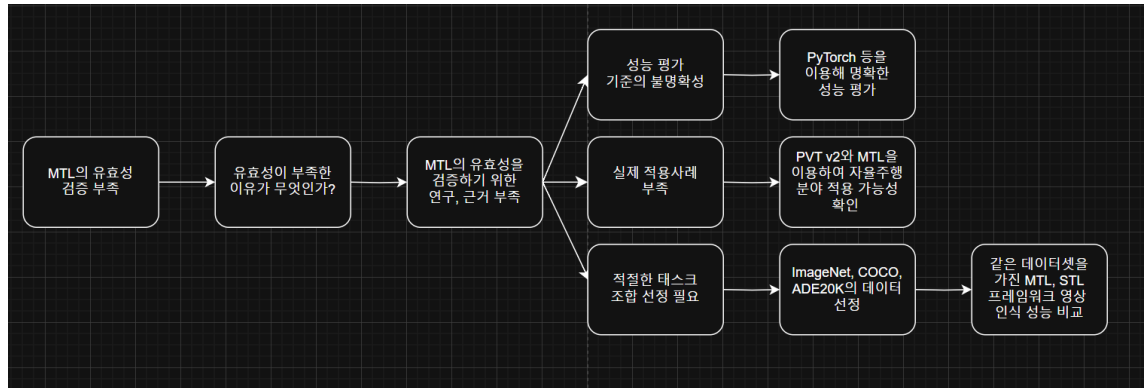 MTL의 유효성
검증 부족
유효성이 부족한
이유가 무엇인가?
MTL의 유효성을
검증하기 위한
연구, 근거 부족
성능 평가
기준의 불명확성
PyTorch 등을
이용해 명확한
성능 평가
실제 적용사례
부족
PVT v2와 MTL을
이용하여 자율주행
분야 적용 가능성
확인
적절한 태스크
조합 선정 필요
ImageNet, COCO,
ADE20K의 데이터
선정
같은 데이터셋을
가진 MTL, STL
프레임워크 영상
인식 성능 비교